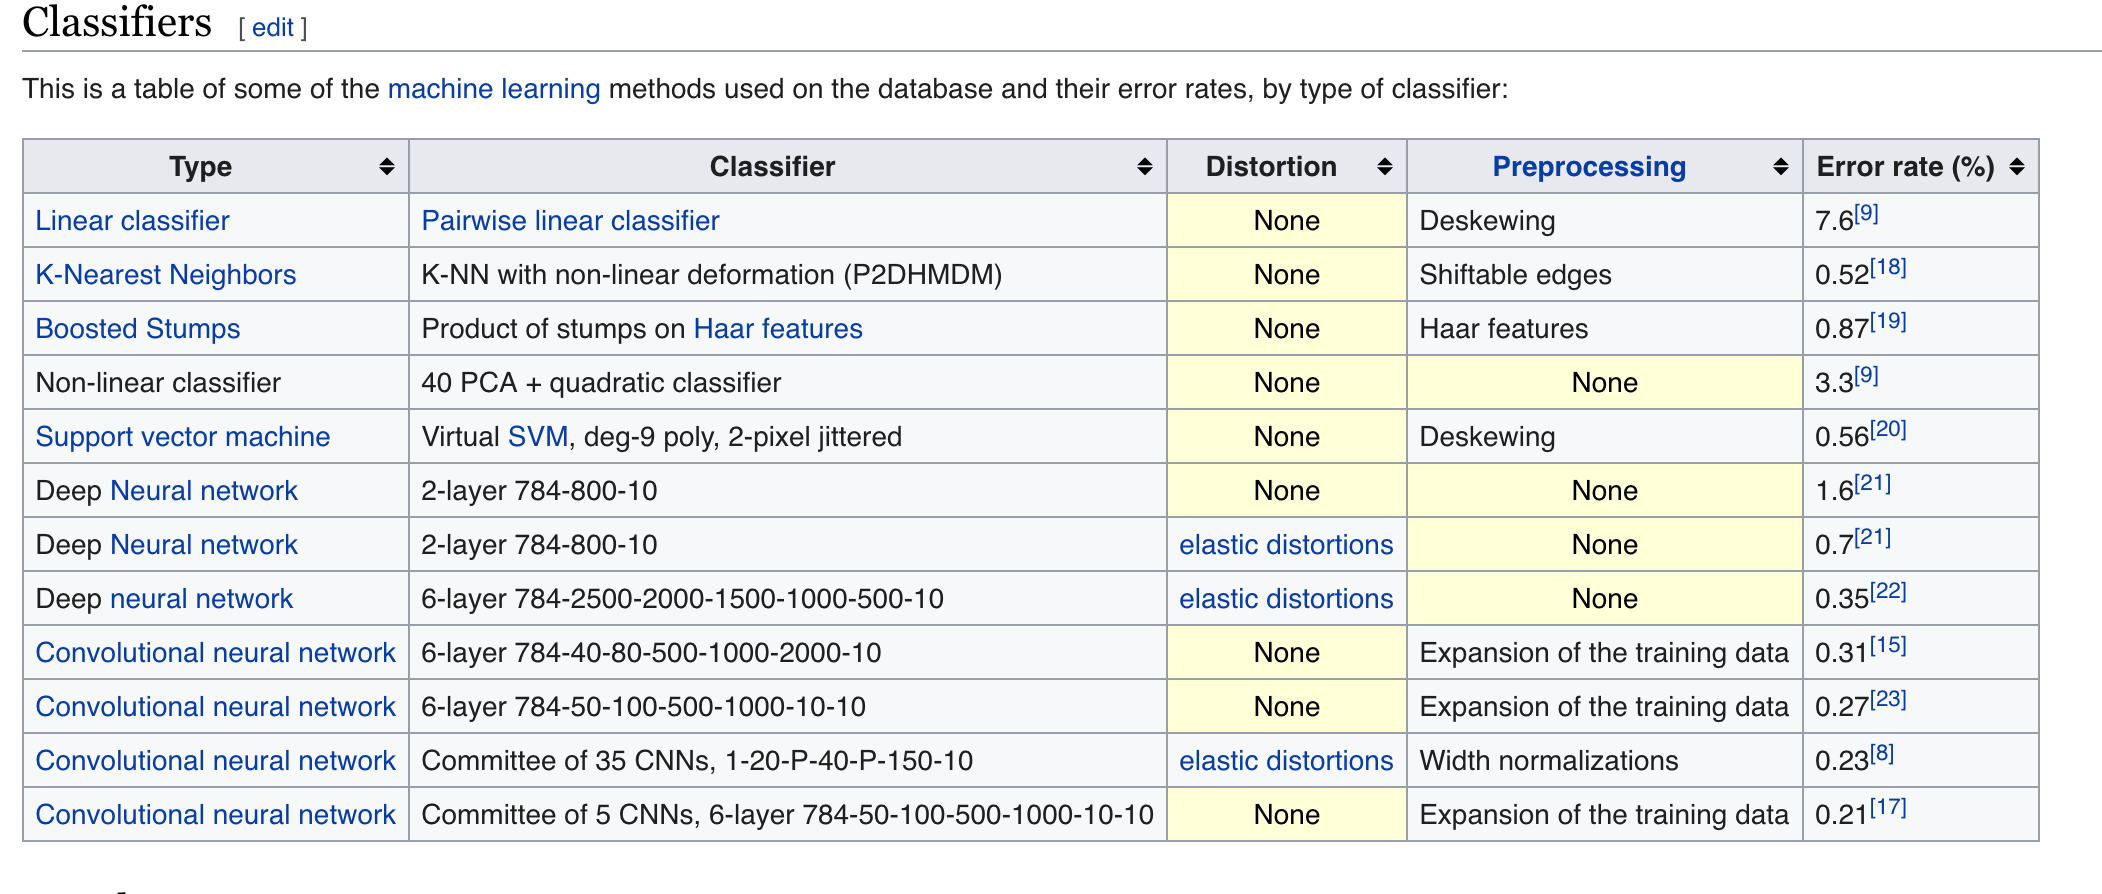 Classifiers [ edit ]
This is a table of some of the machine learning methods used on the database and their error rates, by type of classifier:
Type Classifier Distortion Preprocessing Error rate (%)
Linear classifier Pairwise linear classifier None Deskewing 7.6[9]
K-Nearest Neighbors K-NN with non-linear deformation (P2DHMDM) None Shiftable edges 0.52[18]
Boosted Stumps Product of stumps on Haar features None Haar features 0.87[19]
Non-linear classifier 40 PCA + quadratic classifier None None 3.3[9]
Support vector machine Virtual SVM, deg-9 poly, 2-pixel jittered None Deskewing 0.56[20]
Deep Neural network 2-layer 784-800-10 None None 1.6[21]
Deep Neural network 2-layer 784-800-10 elastic distortions None 0.7[21]
Deep neural network 6-layer 784-2500-2000-1500-1000-500-10 elastic distortions None 0.35[22]
Convolutional neural network 6-layer 784-40-80-500-1000-2000-10 None Expansion of the training data 0.31[15]
Convolutional neural network 6-layer 784-50-100-500-1000-10-10 None Expansion of the training data 0.27[23]
Convolutional neural network Committee of 35 CNNs, 1-20-P-40-P-150-10 elastic distortions Width normalizations 0.23[8]
Convolutional neural network Committee of 5 CNNs, 6-layer 784-50-100-500-1000-10-10 None Expansion of the training data 0.21[17]